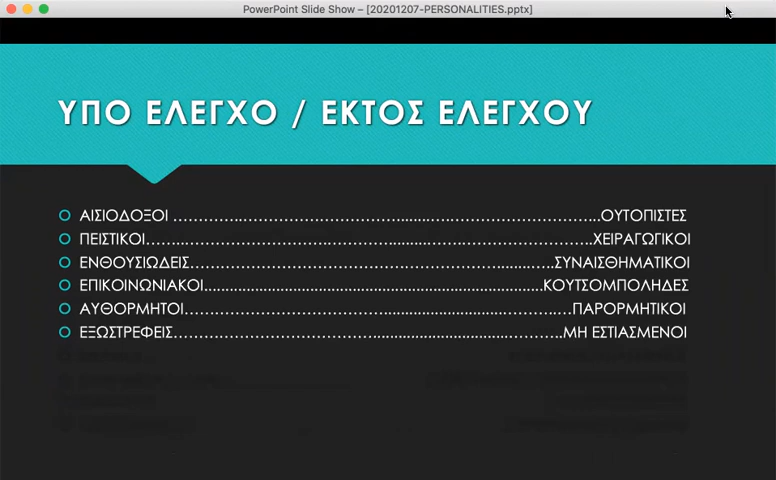 PowerPoint Slide Show – [20201207-PERSONALITIES.pptx]
ΥΠΟ ΕΛΕΓΧΟ / ΕΚΤΟΣ ΕΛΕΓΧΟΥ
ΑΙΣΙΟΔΟΞΟΙ ……………………………………………………………ΟΥΤΟΠΙΣΤΕΣ
ΠΕΙΣΤΙΚΟΙ……………………………………………………………ΧΕΙΡΑΓΩΓΙΚΟΙ
ΕΝΘΟΥΣΙΩΔΕΙΣ……………………………………………………ΣΥΝΑΙΣΘΗΜΑΤΙΚΟΙ
ΕΠΙΚΟΙΝΩΝΙΑΚΟΙ……………………………………………………ΚΟΥΤΣΟΜΠΟΛΗΔΕΣ
ΑΥΘΟΡΜΗΤΟΙ……………………………………………………ΠΑΡΟΡΜΗΤΙΚΟΙ
ΕΞΩΣΤΡΕΦΕΙΣ……………………………………………………ΜΗ ΕΣΤΙΑΣΜΕΝΟΙ